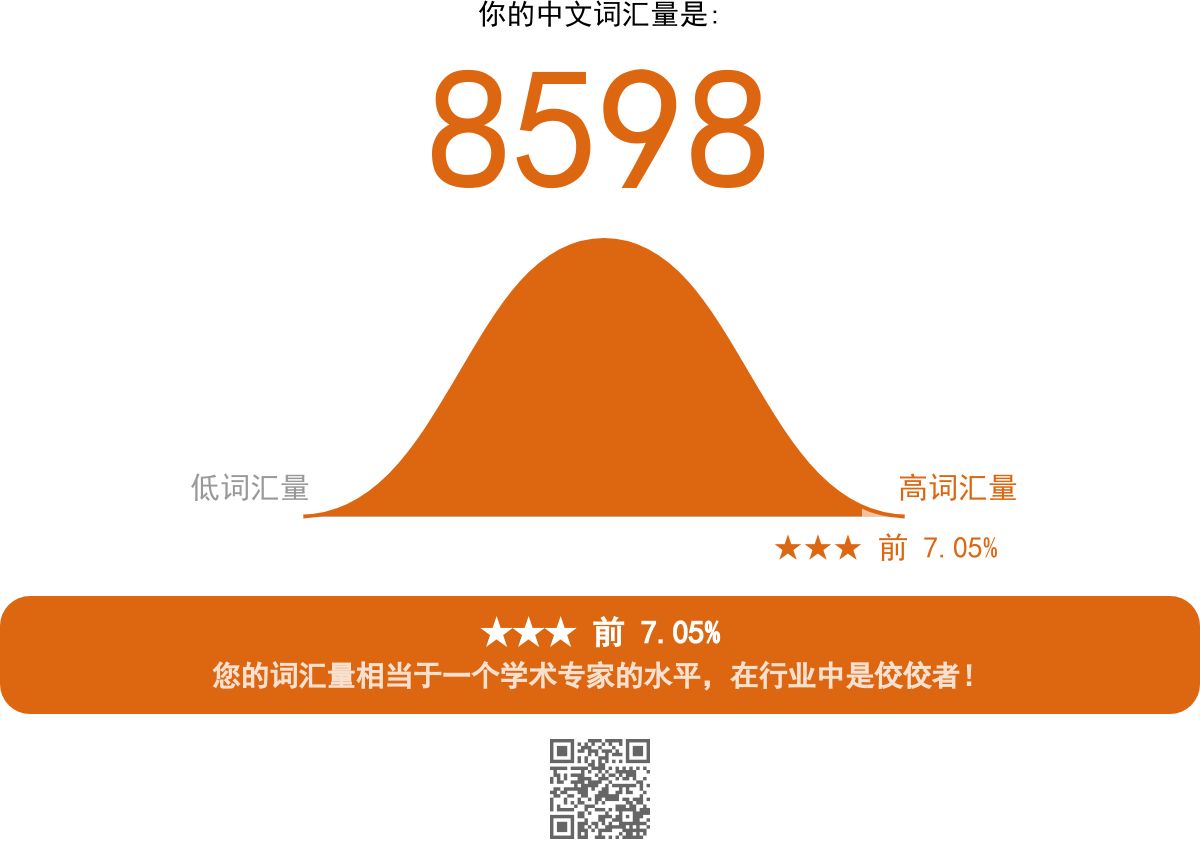 你的中文词汇量是:
8598
低词汇量
高词汇量
★★★ 前 7.05%
★★★ 前 7.05%
您的词汇量相当于一个学术专家的水平，在行业中是佼佼者！